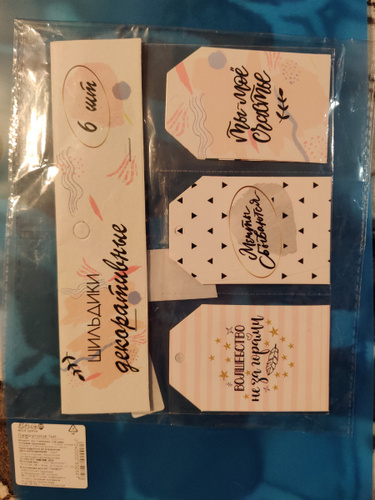 шильдики
декоративные
6 шт
Ты моё
счастье
Мечты
Сбываются
ВОЛШЕБСТВО
не за горами